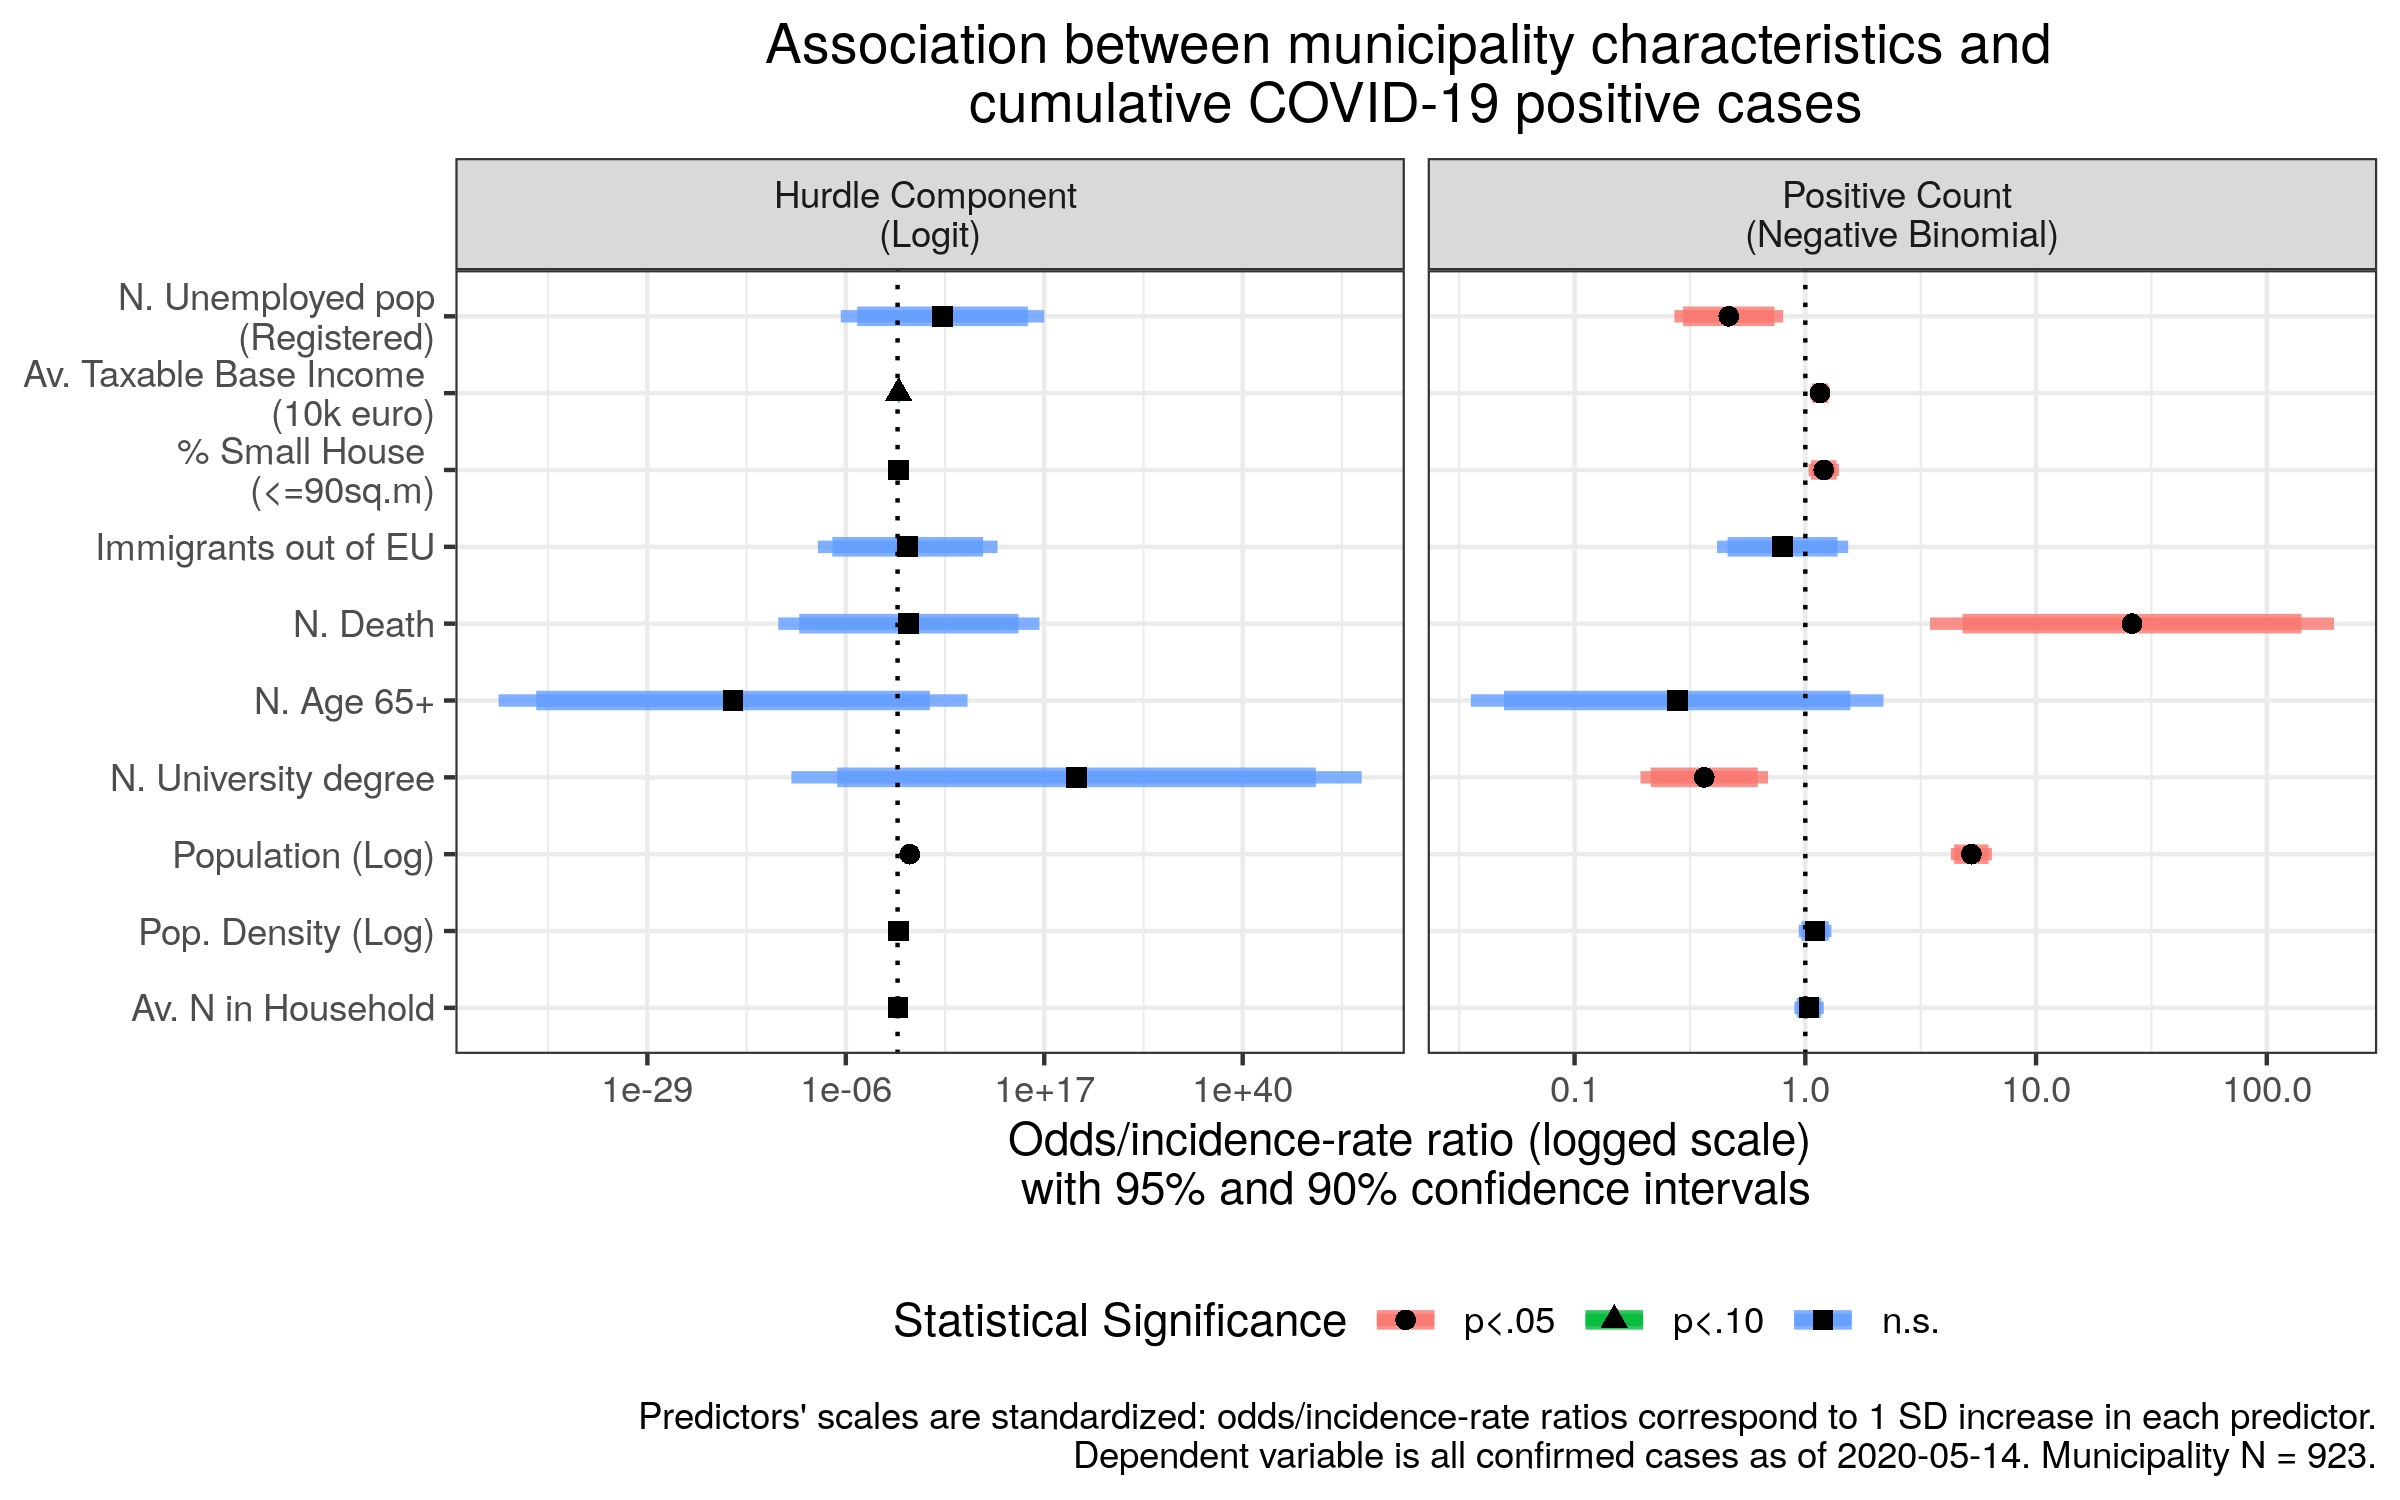 Association between municipality characteristics and
cumulative COVID-19 positive cases
Hurdle Component
(Logit)
Positive Count
(Negative Binomial)
N. Unemployed pop
(Registered)
Av. Taxable Base Income
(10k euro)
% Small House
(<=90sq.m)
Immigrants out of EU
N. Death
N. Age 65+
N. University degree
Population (Log)
Pop. Density (Log)
Av. N in Household
1e-29 1e-06 1e+17 1e+40
0.1 1.0 10.0 100.0
Odds/incidence-rate ratio (logged scale)
with 95% and 90% confidence intervals
Statistical Significance p<.05 p<.10 n.s.
Predictors' scales are standardized: odds/incidence-rate ratios correspond to 1 SD increase in each predictor.
Dependent variable is all confirmed cases as of 2020-05-14. Municipality N = 923.